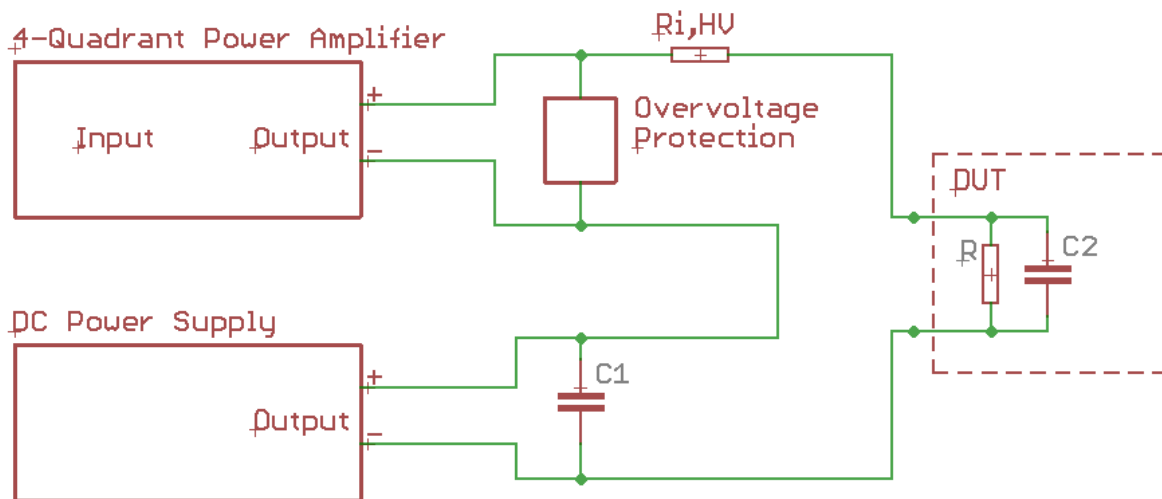 4-Quadrant Power Amplifier
Ri,HV
+
Input
Output
-
Overvoltage
Protection
DUT
R
C2
DC Power Supply
+
C1
Output
-